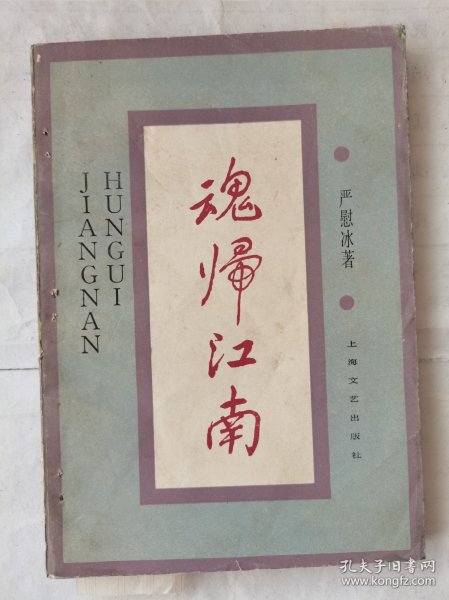 魂歸江南
HUNGUI
JIANGNAN
严慰冰著
上海文艺出版社
孔夫子旧书网
www.kongfz.com